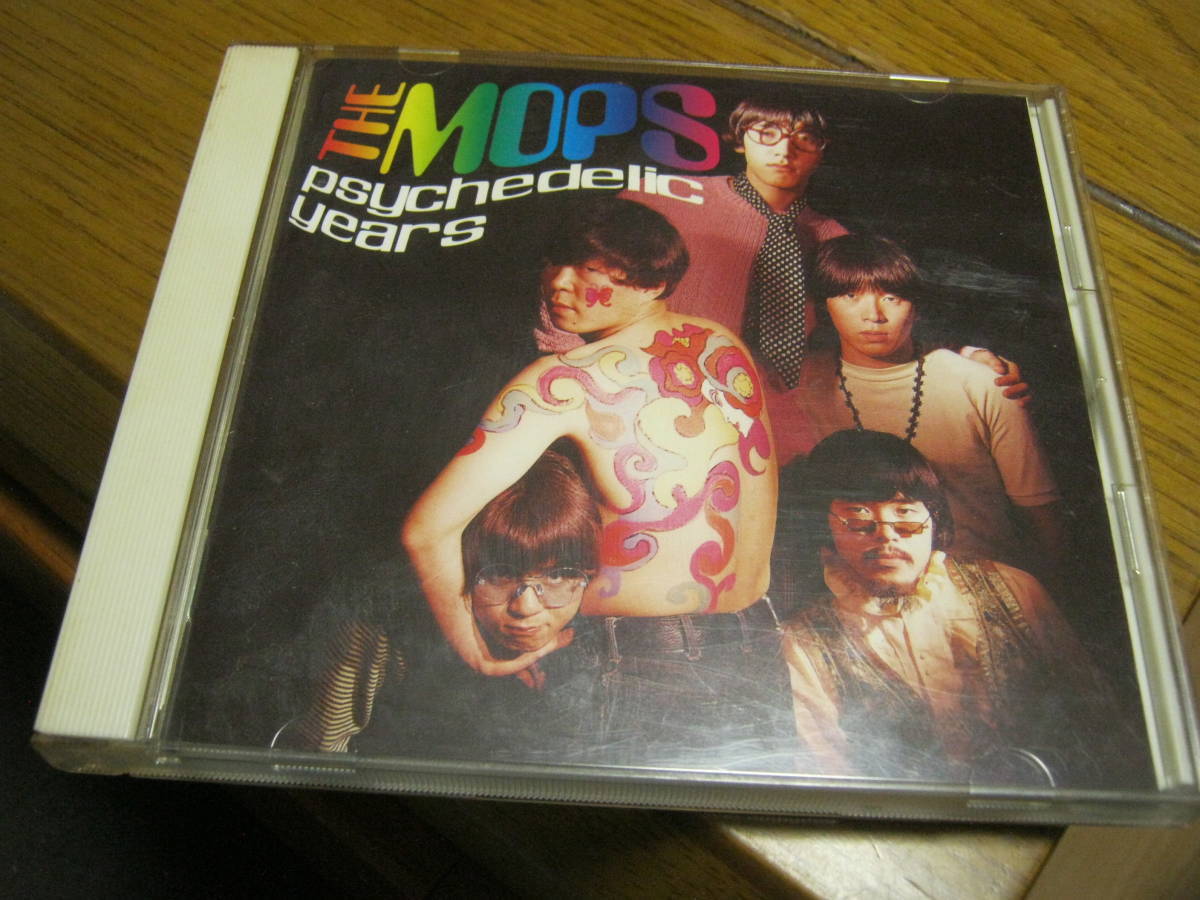 THE MOPS
psychedelic
years